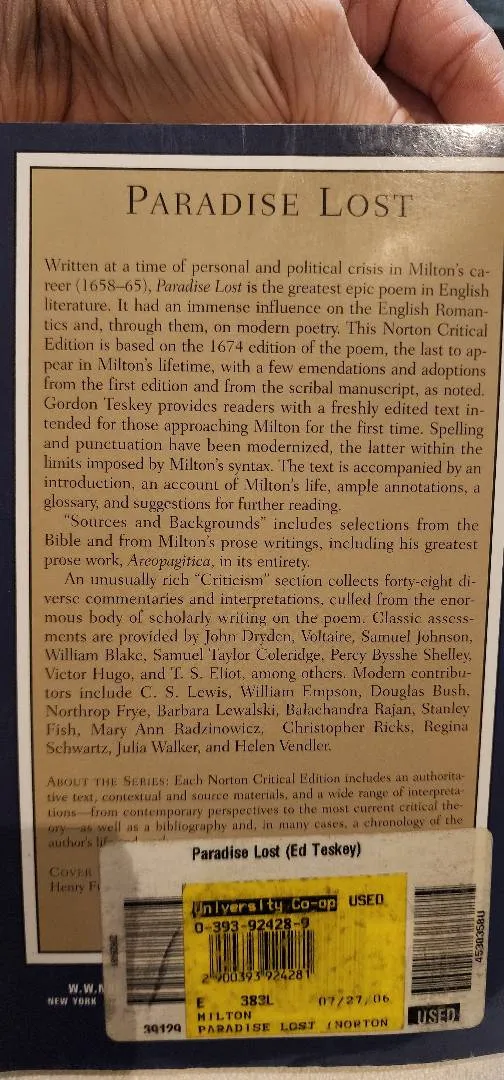 PARADISE LOST
Written at a time of personal and political crisis in Milton's ca-
reer (1658–65), Paradise Lost is the greatest epic poem in English
literature. It had an immense influence on the English Roman-
tics and, through them, on modern poetry. This Norton Critical
Edition is based on the 1674 edition of the poem, the last to ap-
pear in Milton's lifetime, with a few emendations and adoptions
from the first edition and from the scribal manuscript, as noted.
Gordon Teskey provides readers with a freshly edited text in-
tended for those approaching Milton for the first time. Spelling
and punctuation have been modernized, the latter within the
limits imposed by Milton's syntax. The text is accompanied by an
introduction, an account of Milton's life, ample annotations, a
glossary, and suggestions for further reading.
"Sources and Backgrounds" includes selections from the
Bible and from Milton's prose writings, including his greatest
prose work, Areopagitica, in its entirety.
An unusually rich "Criticism" section collects forty-eight di-
verse commentaries and interpretations, culled from the enor-
mous body of scholarly writing on the poem. Classic assess-
ments are provided by John Dryden, Voltaire, Samuel Johnson,
William Blake, Samuel Taylor Coleridge, Percy Bysshe Shelley,
Victor Hugo, and T. S. Eliot, among others. Modern contribu-
tors include C. S. Lewis, William Empson, Douglas Bush,
Northrop Frye, Barbara Lewalski, Balachandra Rajan, Stanley
Fish, Mary Ann Radzinowicz, Christopher Ricks, Regina
Schwartz, Julia Walker, and Helen Vendler.
ABOUT THE SERIES: Each Norton Critical Edition includes an authorita-
tive text, contextual and source materials, and a wide range of interpreta-
tions—from contemporary perspectives to the most current critical the-
ory—as well as a bibliography and, in many cases, a chronology of the
author's
COVER
Henry
Paradise Lost (Ed Teskey)
University Co-op USED
0-393-92428-9
2 900393 924281
E 383L 07/27/06
MILTON
PARADISE LOST (NORTON
39129
USED
4530358U
W.W.
NEW YORK